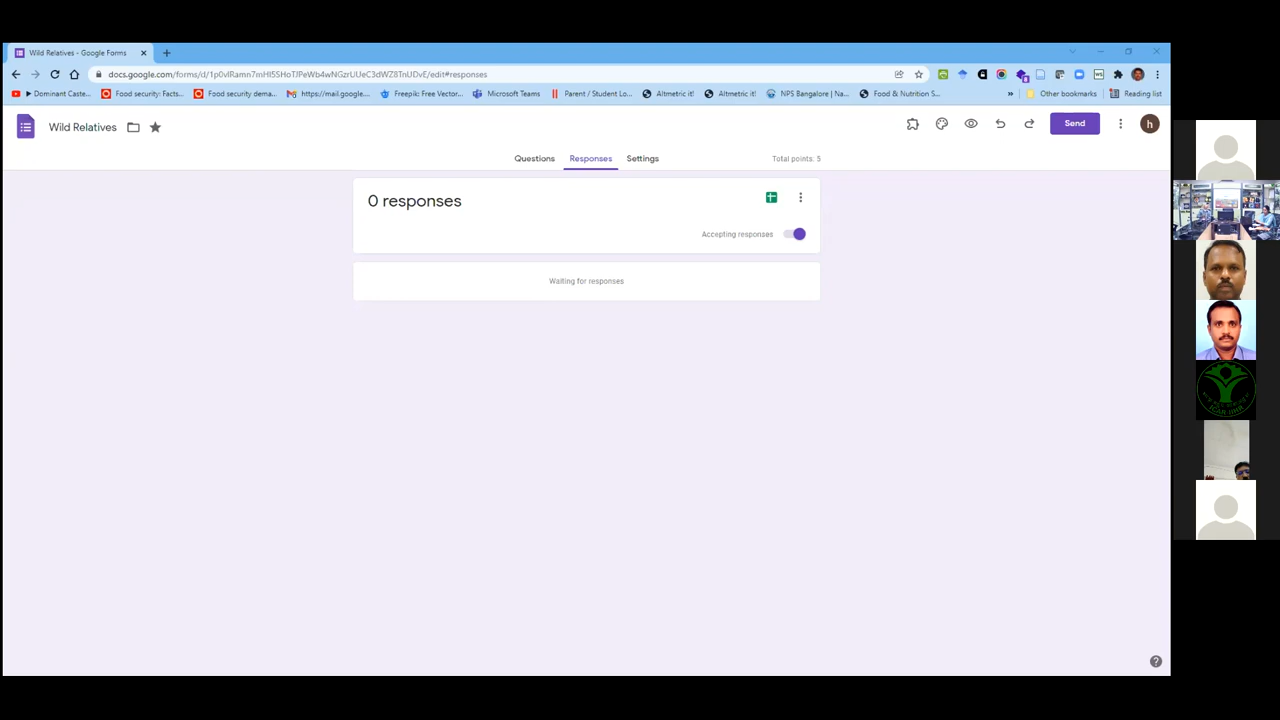 Wild Relatives - Google Forms
docs.google.com/forms/d/1p0vlRamn7mHl5SHoTJPeWb4wNGzrUUeC3dWZ8TnUDvE/edit#responses
Dominant Caste... Food security: Facts... Food security dema... https://mail.google.... Freepik: Free Vector... Microsoft Teams Parent / Student Lo... Altmetric it! Altmetric it! NPS Bangalore | Na... Food & Nutrition S... » Other bookmarks Reading list
Wild Relatives
Send
h
Questions Responses Settings Total points: 5
0 responses
Accepting responses
Waiting for responses